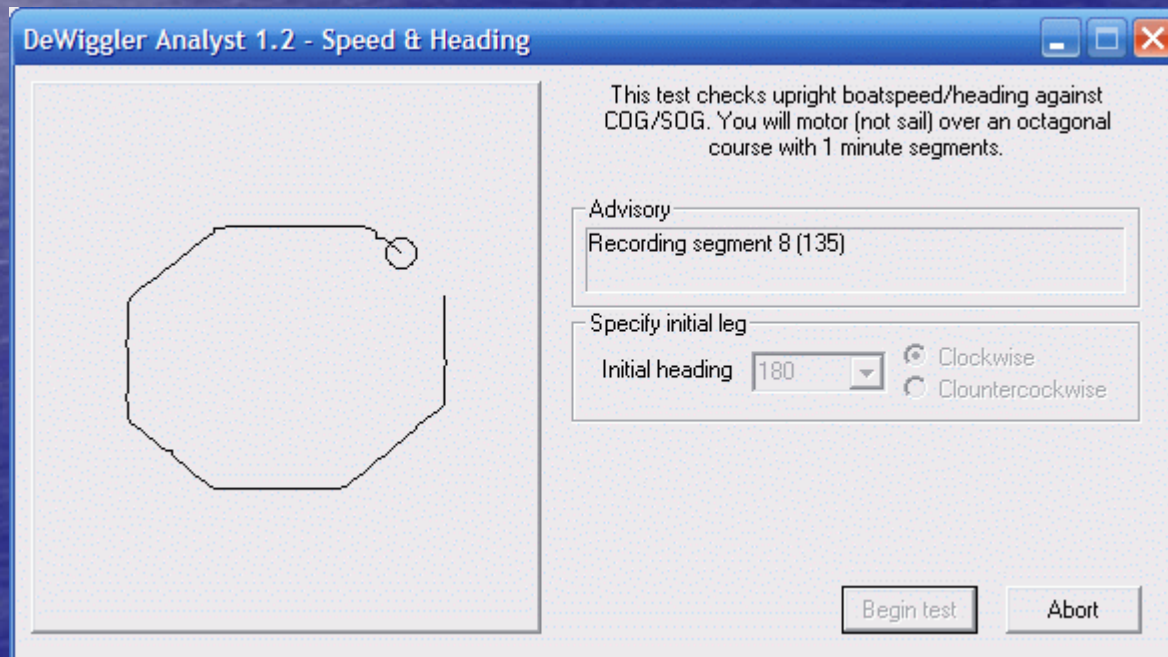 DeWiggler Analyst 1.2 - Speed & Heading
This test checks upright boatspeed/heading against
COG/SOG. You will motor (not sail) over an octagonal
course with 1 minute segments.
Advisory
Recording segment 8 (135)
Specify initial leg
Initial heading 180 Clockwise
Clountercockwise
Begin test Abort